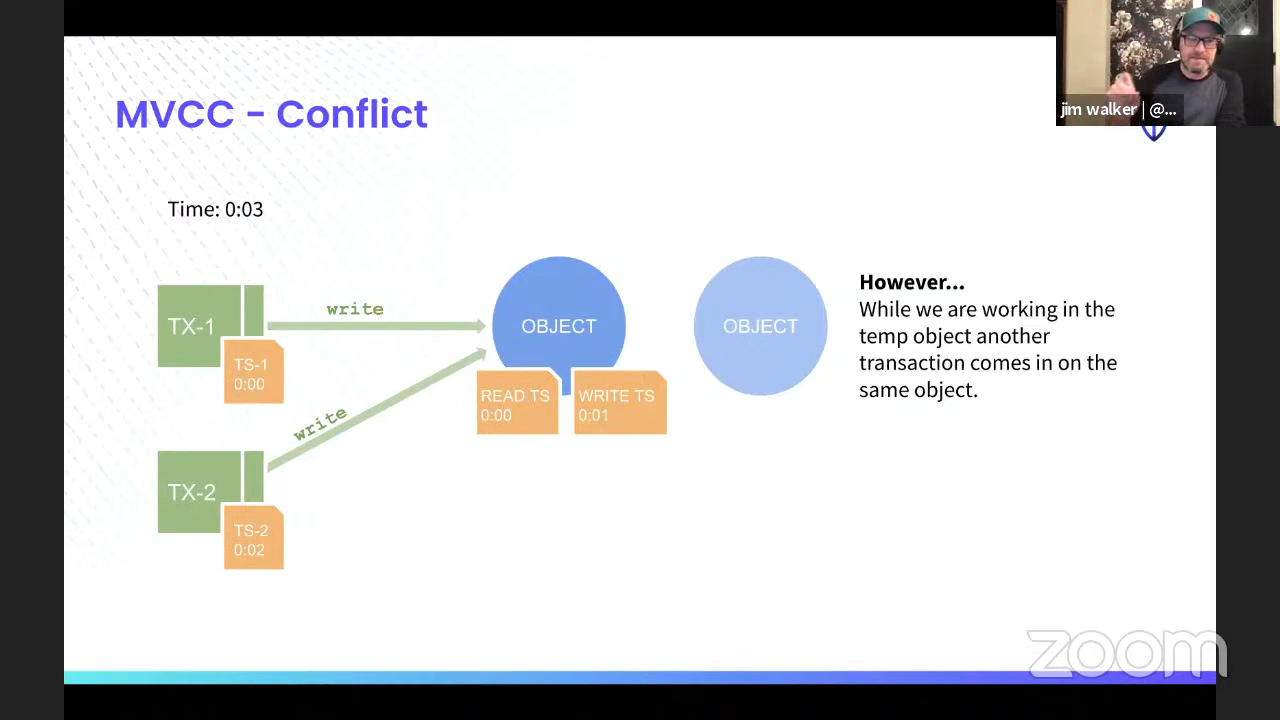 MVCC - Conflict
jim walker | @...
Time: 0:03
TX-1
TS-1
0:00
write
write
TX-2
TS-2
0:02
OBJECT
READ TS
0:00
WRITE TS
0:01
OBJECT
However...
While we are working in the
temp object another
transaction comes in on the
same object.
zoom